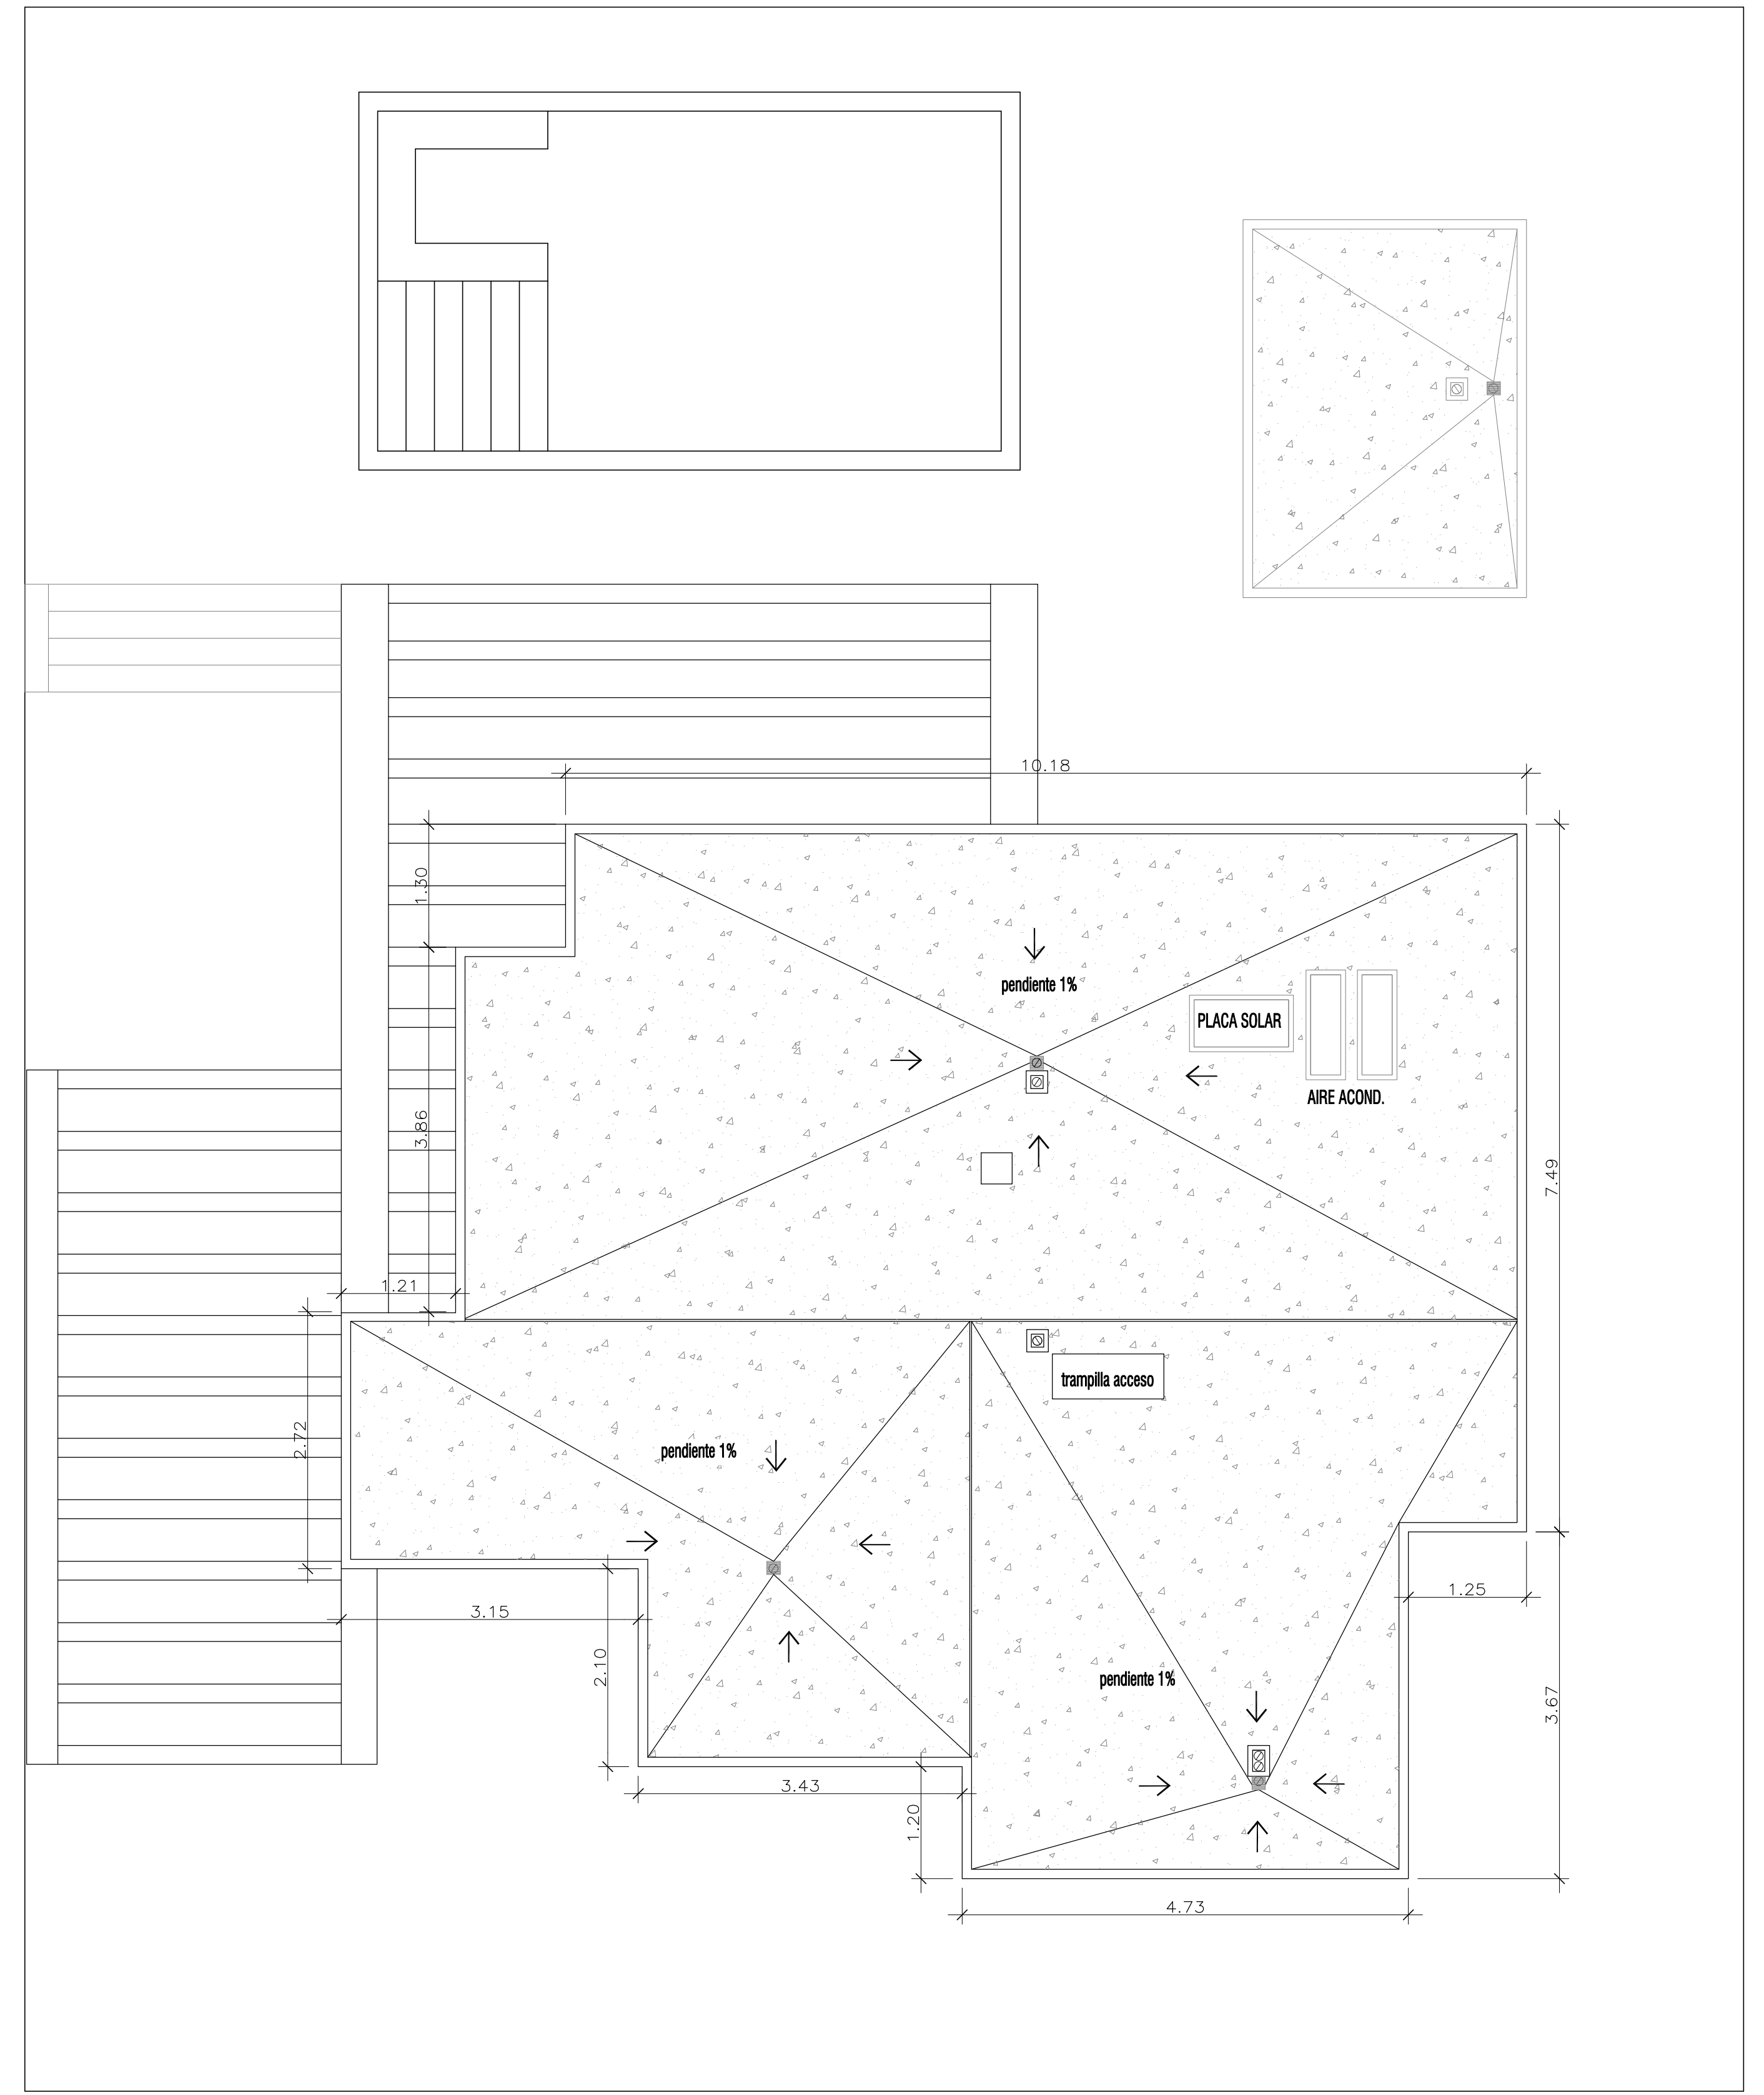 10.18
1.30
pendiente 1%
PLACA SOLAR
AIRE ACOND.
3.86
7.49
1.21
trampilla acceso
2.72
pendiente 1%
1.25
3.15
2.10
pendiente 1%
3.67
3.43
1.20
4.73